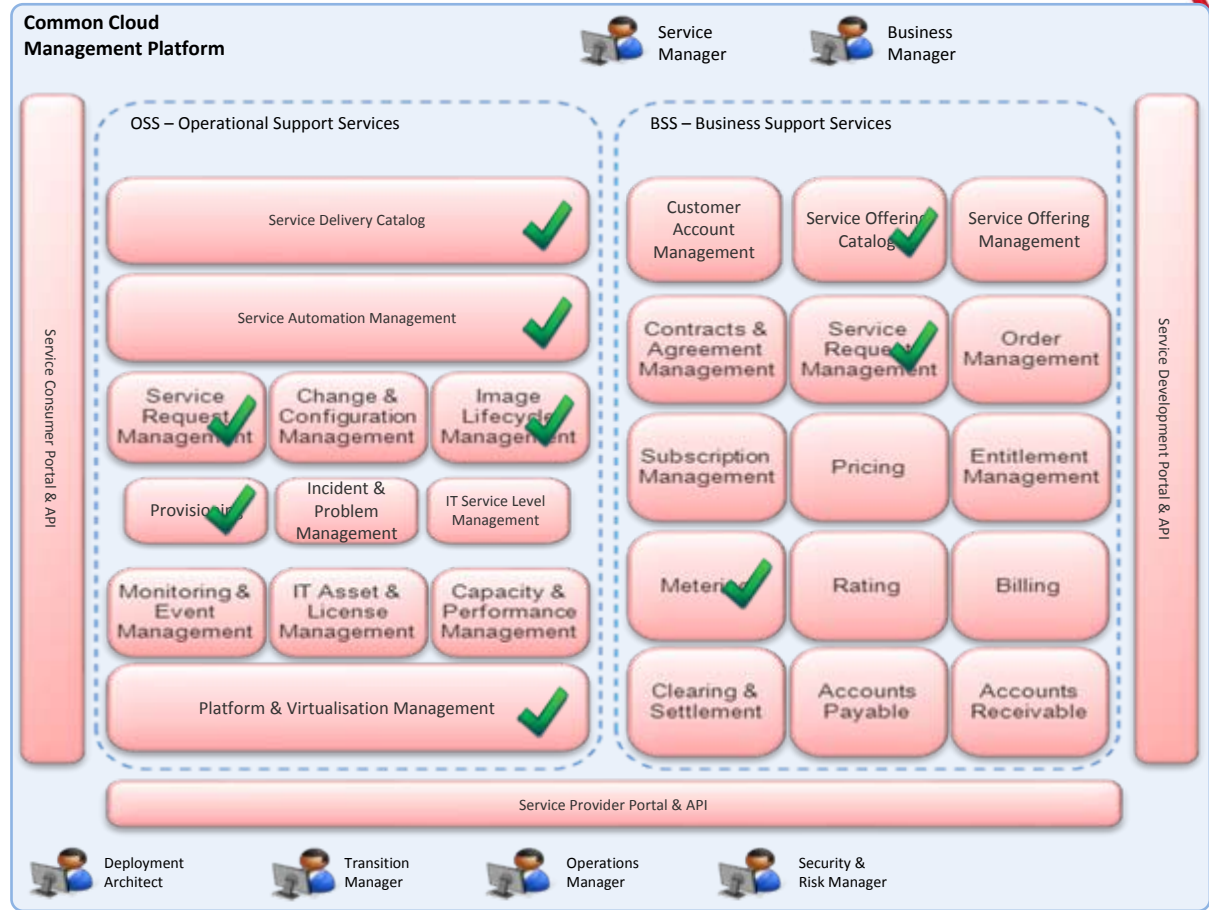 Common Cloud
Management Platform
Service
Manager
Business
Manager
Service Consumer Portal & API
OSS – Operational Support Services
Service Delivery Catalog
Service Automation Management
Service
Request
Management
Change &
Configuration
Management
Image
Lifecycle
Management
Provisioning
Incident &
Problem
Management
IT Service Level
Management
Monitoring &
Event
Management
IT Asset &
License
Management
Capacity &
Performance
Management
Platform & Virtualisation Management
BSS – Business Support Services
Customer
Account
Management
Service Offering
Catalog
Service Offering
Management
Contracts &
Agreement
Management
Service
Request
Management
Order
Management
Subscription
Management
Pricing
Entitlement
Management
Metering
Rating
Billing
Clearing &
Settlement
Accounts
Payable
Accounts
Receivable
Service Development Portal & API
Service Provider Portal & API
Deployment
Architect
Transition
Manager
Operations
Manager
Security &
Risk Manager